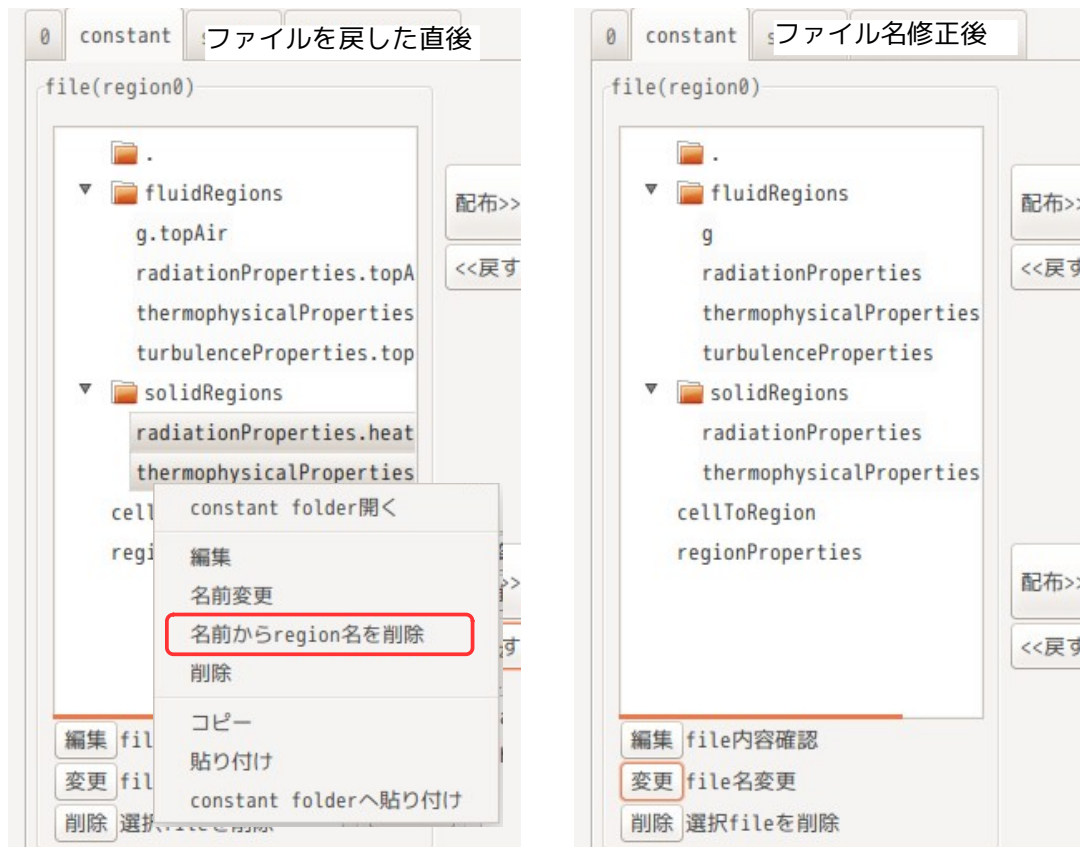 0 constant ファイルを戻した直後
file(region0)
.
fluidRegions
配布>>
g.topAir
radiationProperties.topA
<<戻す
thermophysicalProperties
turbulenceProperties.top
solidRegions
radiationProperties.heat
thermophysicalProperties
cell
constant folder開く
regi
編集
名前変更
>>
名前からregion名を削除
す
削除
コピー
貼り付け
constant folderへ貼り付け
編集 fil
変更 fil
削除
0 constant ファイル名修正後
file(region0)
.
fluidRegions
配布>>
g
radiationProperties
<<戻す
thermophysicalProperties
turbulenceProperties
solidRegions
radiationProperties
thermophysicalProperties
cellToRegion
regionProperties
配布>>
<<戻す
編集 file内容確認
変更 file名変更
削除 選択fileを削除